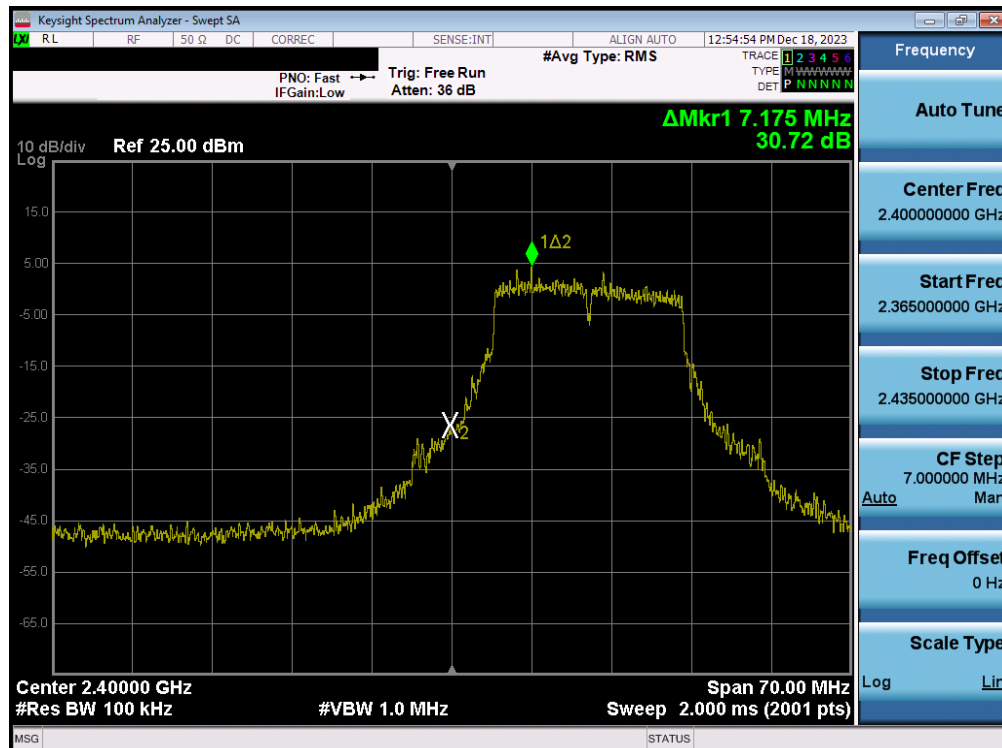 Keysight Spectrum Analyzer - Swept SA
LXI RL RF 50 Ω DC CORREC SENSE:INT ALIGN AUTO 12:54:54 PM Dec 18, 2023
#Avg Type: RMS TRACE 1 2 3 4 5 6
PNO: Fast Trig: Free Run TYPE M WWWWW
IFGain:Low Atten: 36 dB DET P N N N N N
ΔMkr1 7.175 MHz
30.72 dB
10 dB/div Ref 25.00 dBm
Log
15.0
1Δ2
5.00
-5.00
-15.0
-25.0
X2
-35.0
-45.0
-55.0
-65.0
Center 2.40000 GHz Span 70.00 MHz
#Res BW 100 kHz #VBW 1.0 MHz Sweep 2.000 ms (2001 pts)
MSG STATUS
Frequency
Auto Tune
Center Freq
2.400000000 GHz
Start Freq
2.365000000 GHz
Stop Freq
2.435000000 GHz
CF Step
7.000000 MHz
Auto Man
Freq Offset
0 Hz
Scale Type
Log Lin